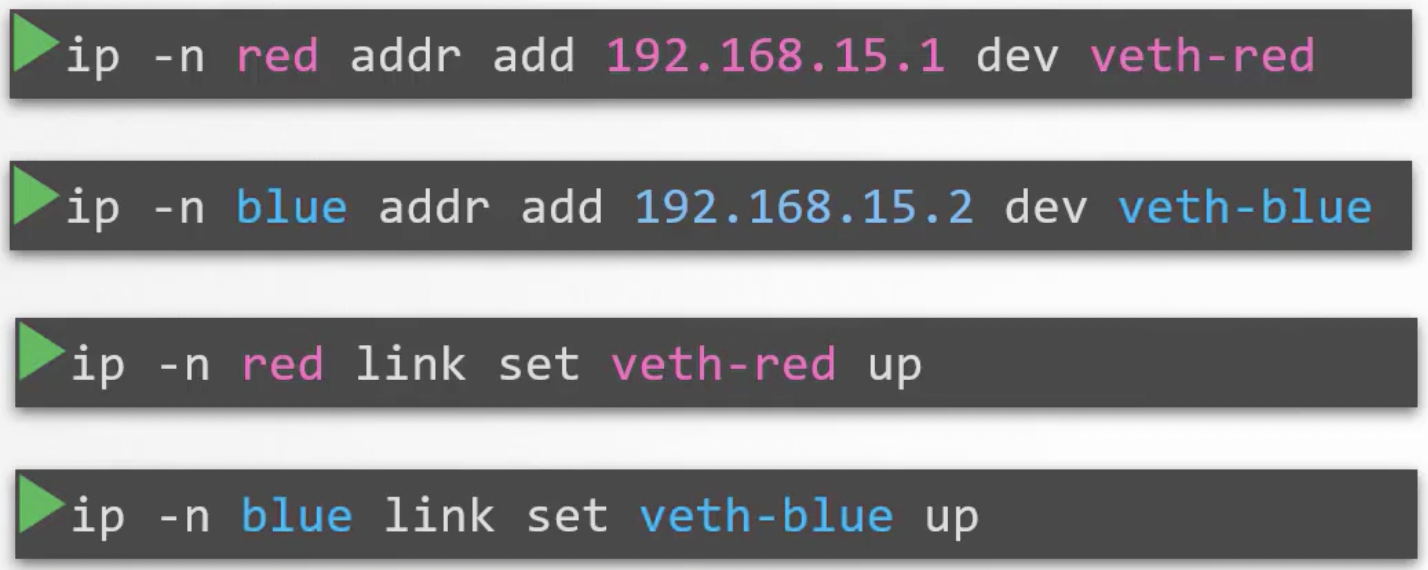 ip -n red addr add 192.168.15.1 dev veth-red
ip -n blue addr add 192.168.15.2 dev veth-blue
ip -n red link set veth-red up
ip -n blue link set veth-blue up